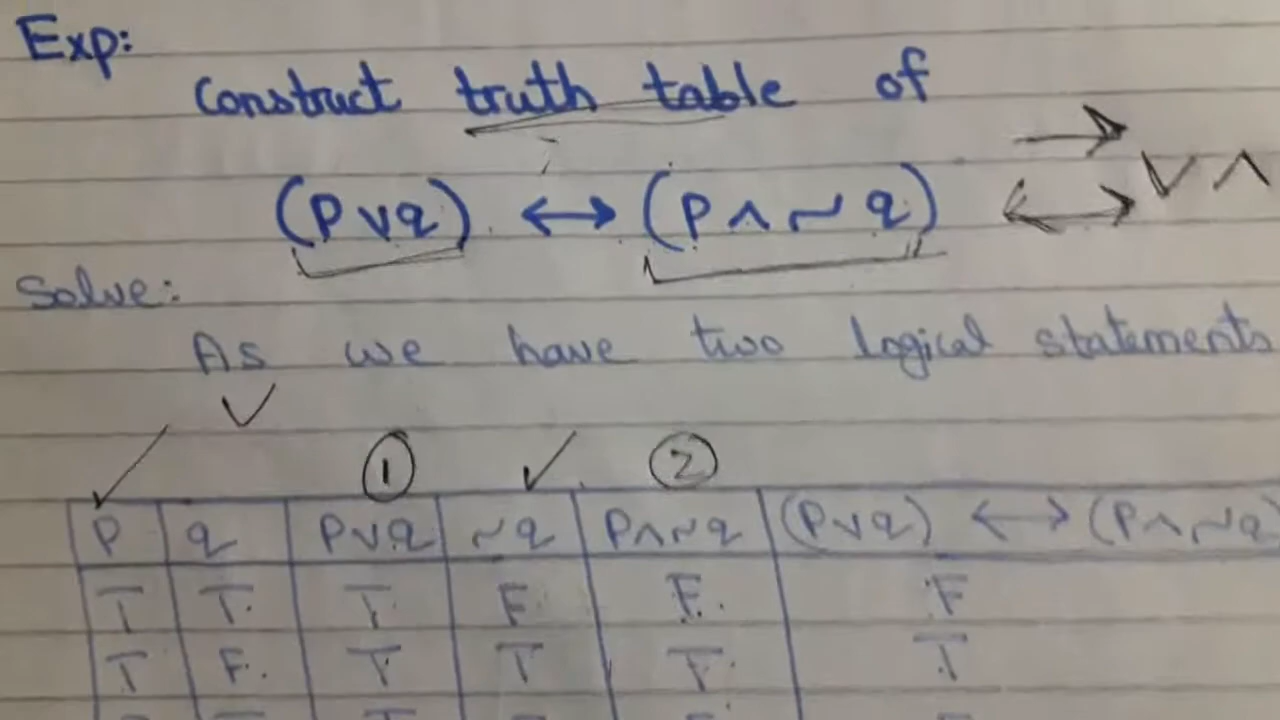 Exp:
Construct truth table of
(P∨q) ↔ (P∧~q) → ↔ ∨ ∧
Solve:
As we have two logical statements
① ②
P q P∨q ~q P∧~q (P∨q) ↔ (P∧~q)
T T T F F F
T F T T T T